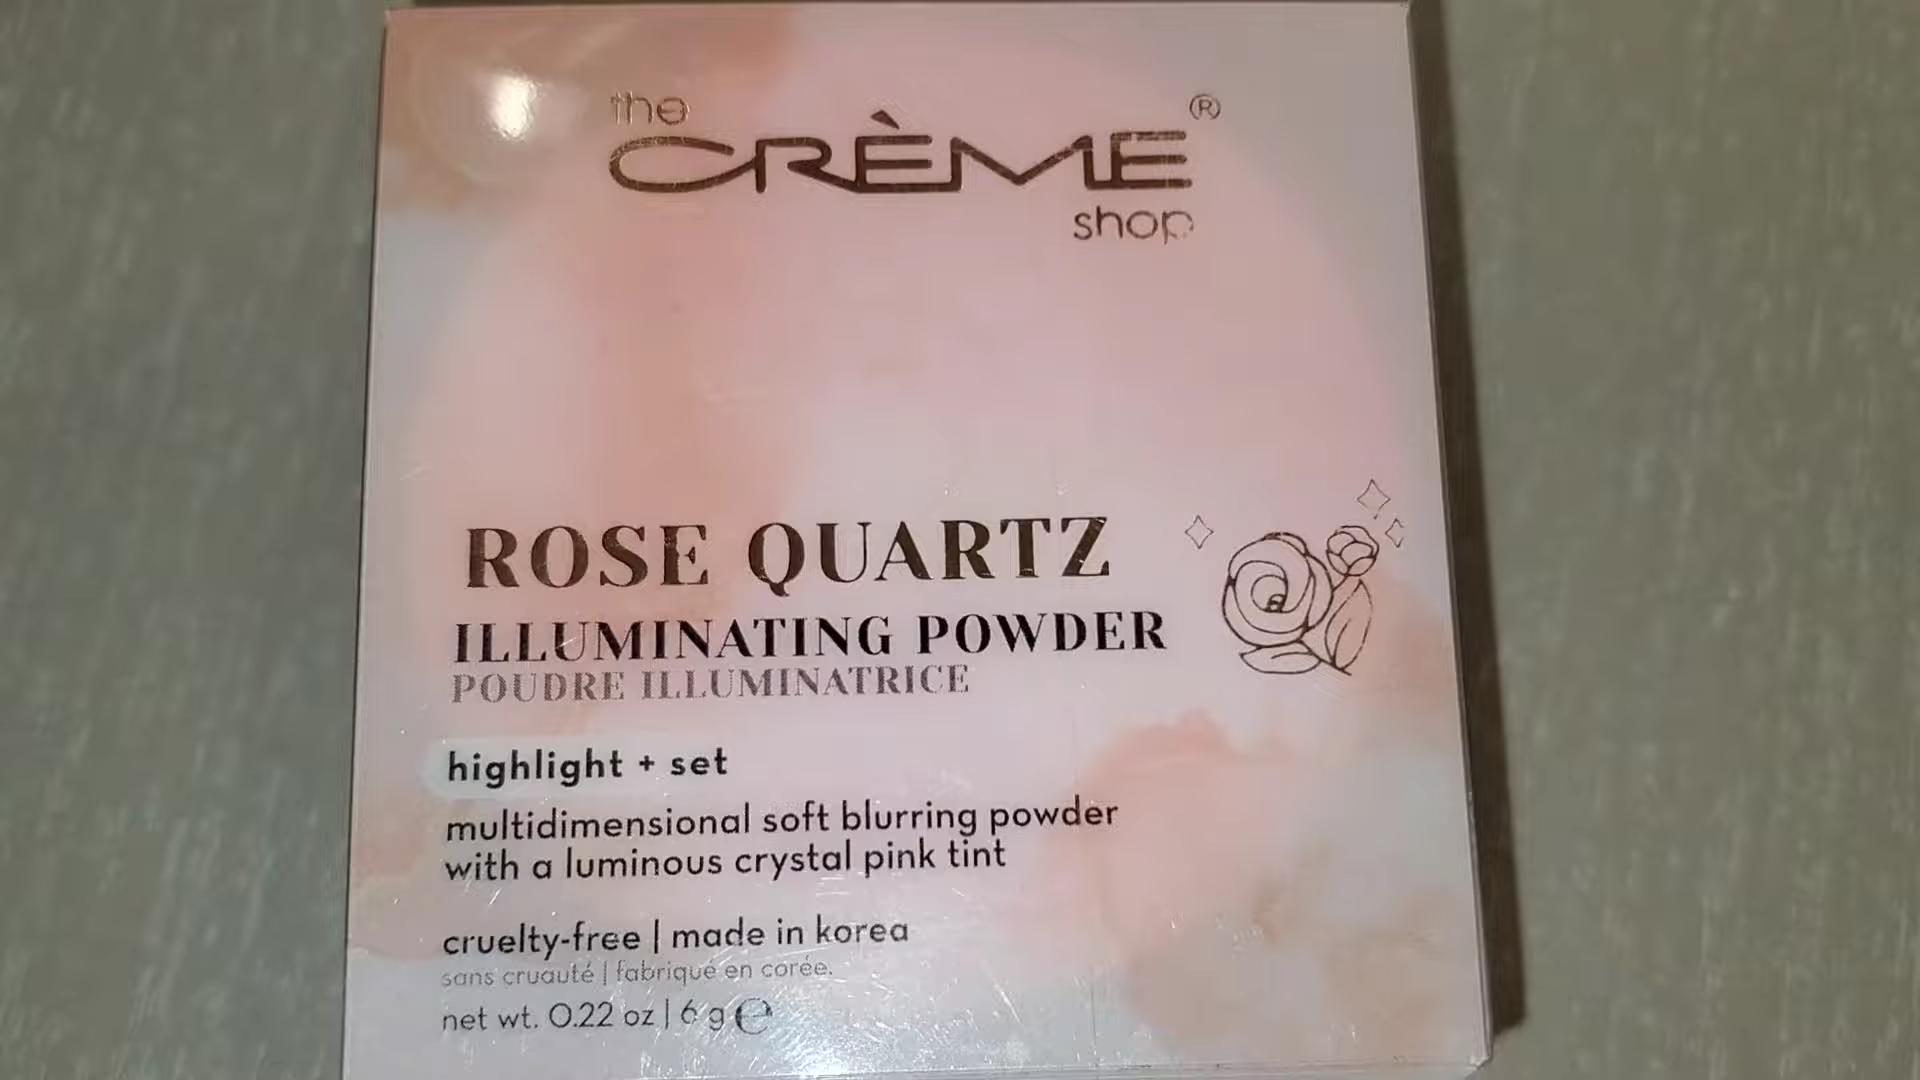 the
CRÈME®
shop
ROSE QUARTZ
ILLUMINATING POWDER
POUDRE ILLUMINATRICE
highlight + set
multidimensional soft blurring powder
with a luminous crystal pink tint
cruelty-free | made in korea
sans cruauté | fabriqué en corée.
net wt. 0.22 oz | 6 g ℮